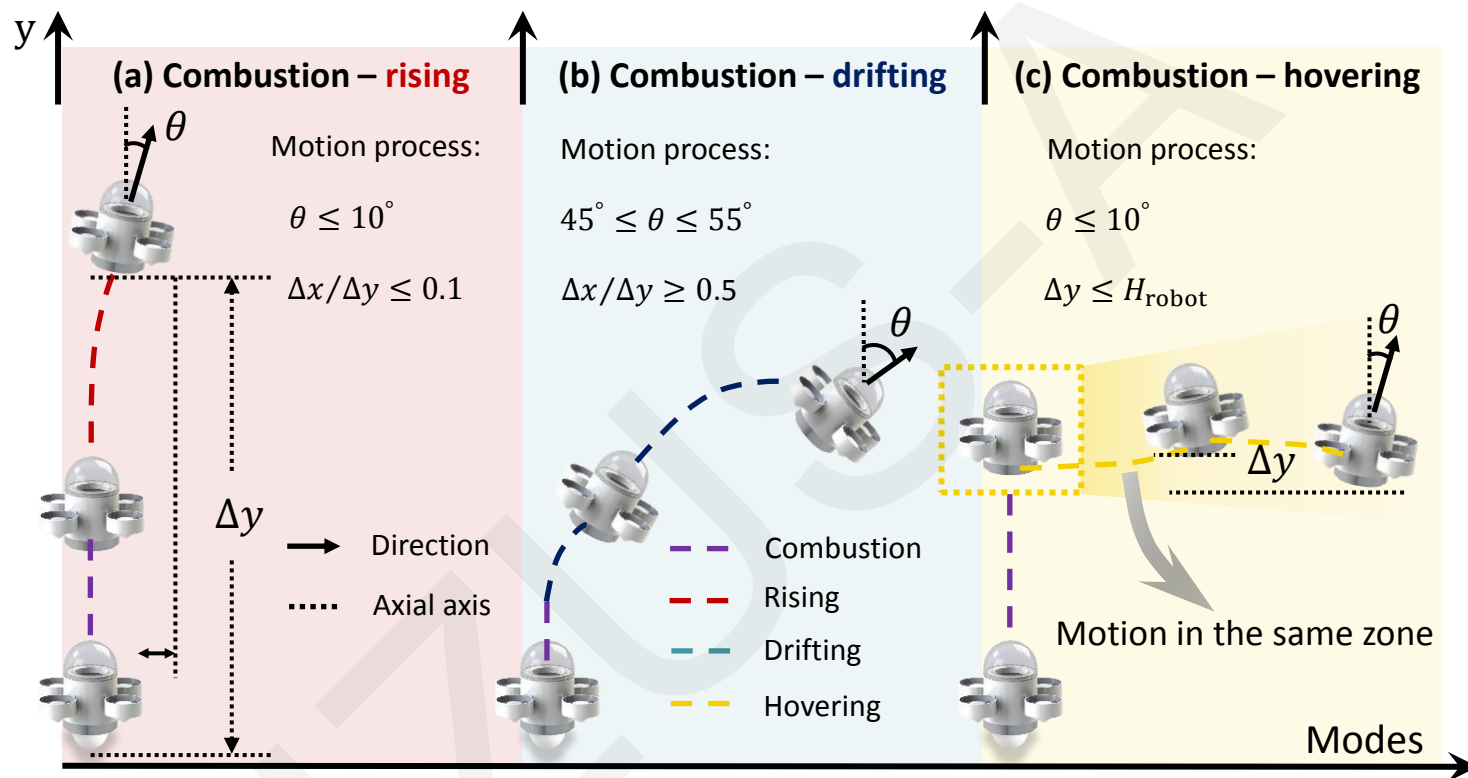 y
(a) Combustion – rising
θ
Motion process:
θ ≤ 10°
Δx/Δy ≤ 0.1
Δy
Direction
Axial axis
(b) Combustion – drifting
Motion process:
45° ≤ θ ≤ 55°
Δx/Δy ≥ 0.5
θ
Combustion
Rising
Drifting
Hovering
(c) Combustion – hovering
Motion process:
θ ≤ 10°
Δy ≤ H_robot
θ
Δy
Motion in the same zone
Modes
ZUS-A